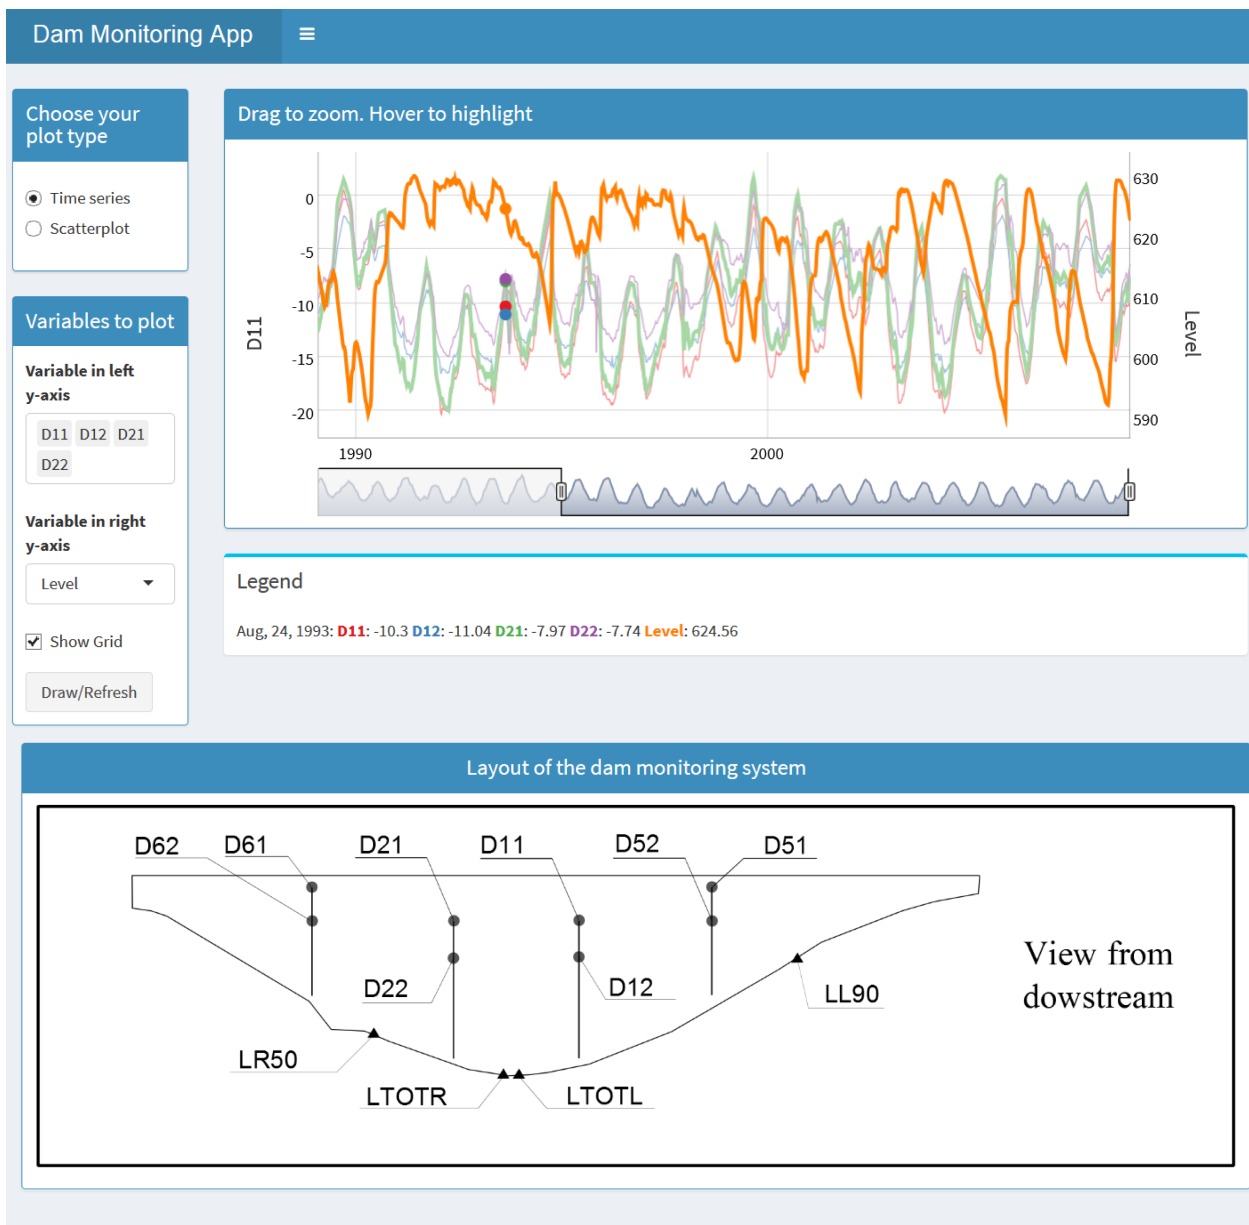 Dam Monitoring App
Choose your
plot type
Time series
Scatterplot
Variables to plot
Variable in left
y-axis
D11 D12 D21
D22
Variable in right
y-axis
Level
Show Grid
Draw/Refresh
Drag to zoom. Hover to highlight
D11
0
-5
-10
-15
-20
630
620
610
600
590
Level
1990
2000
Legend
Aug, 24, 1993: D11: -10.3 D12: -11.04 D21: -7.97 D22: -7.74 Level: 624.56
Layout of the dam monitoring system
D62 D61 D21 D11 D52 D51
D22 D12 LL90
View from
dowstream
LR50
LTOTR LTOTL